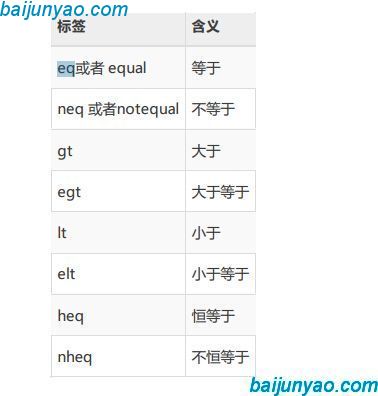 baijunyao.com
标签 含义
eq或者 equal 等于
neq 或者notequal 不等于
gt 大于
egt 大于等于
lt 小于
elt 小于等于
heq 恒等于
nheq 不恒等于
baijunyao.com